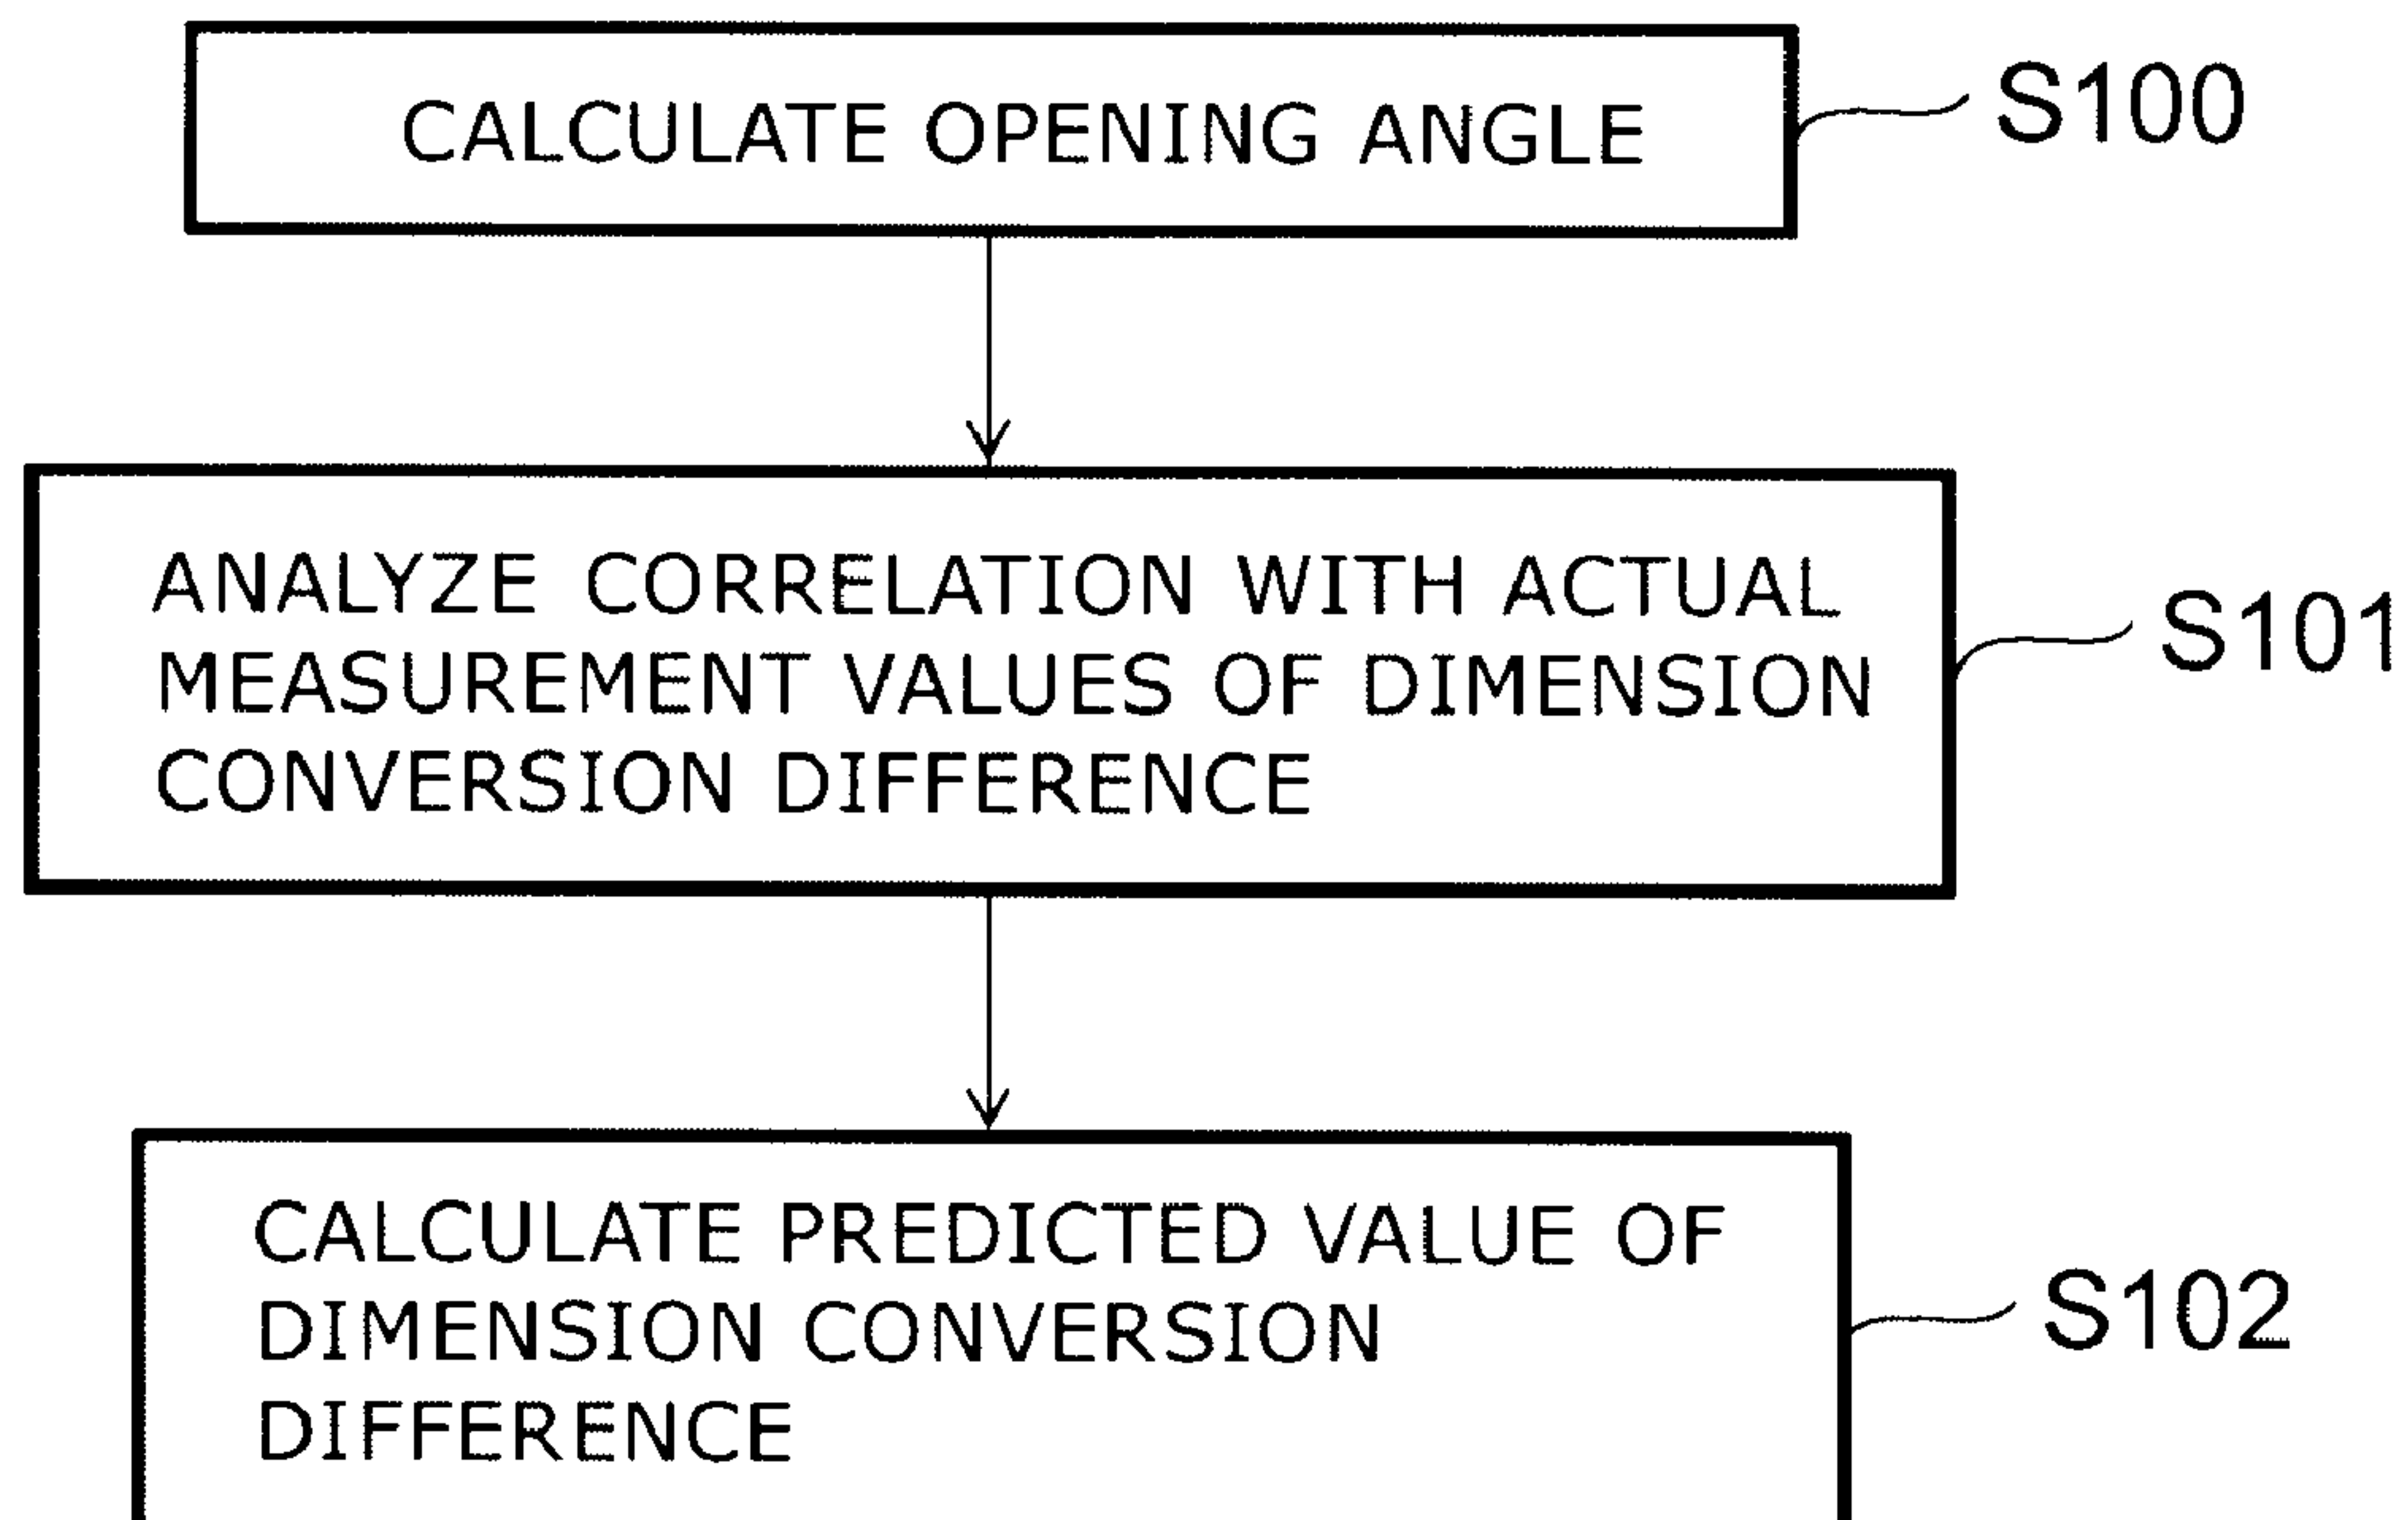 CALCULATE OPENING ANGLE
S100
ANALYZE CORRELATION WITH ACTUAL
MEASUREMENT VALUES OF DIMENSION
CONVERSION DIFFERENCE
S101
CALCULATE PREDICTED VALUE OF
DIMENSION CONVERSION
DIFFERENCE
S102